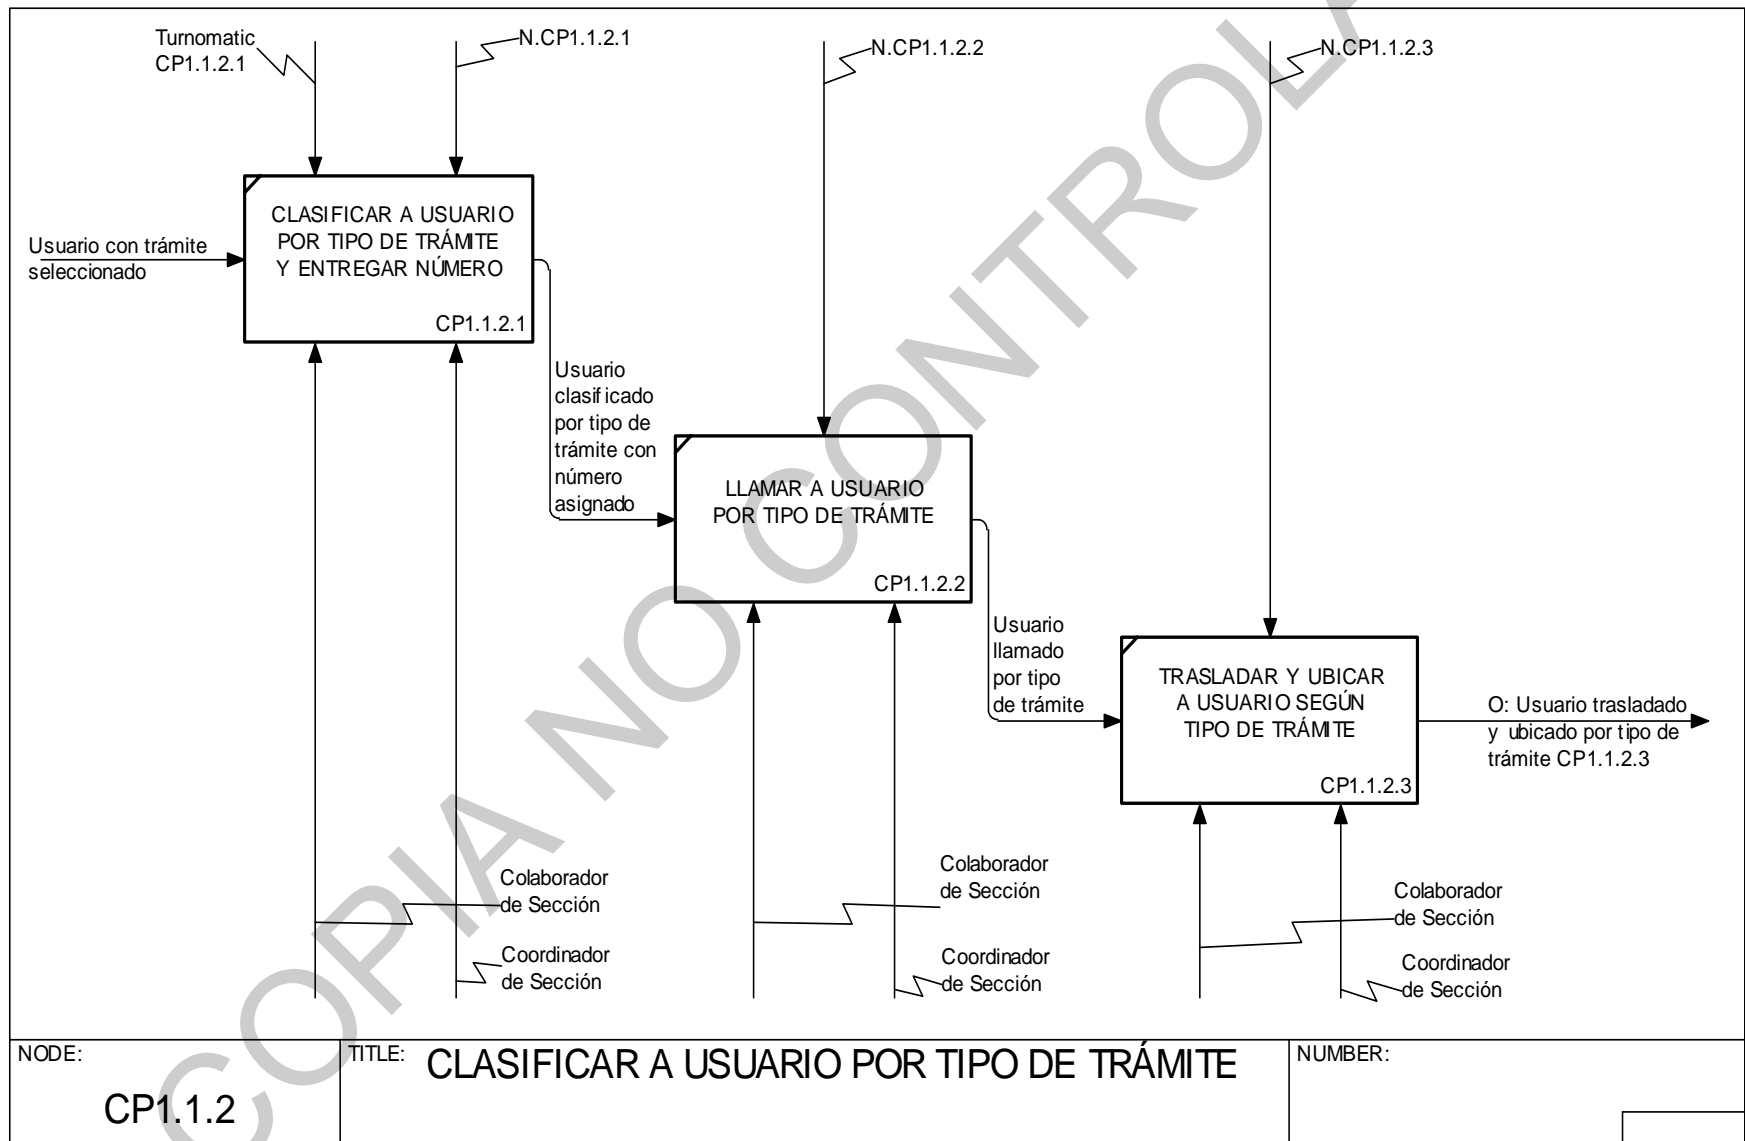 Turnomatic
CP1.1.2.1
N.CP1.1.2.1
N.CP1.1.2.2
N.CP1.1.2.3
CLASIFICAR A USUARIO
POR TIPO DE TRÁMITE
Y ENTREGAR NÚMERO
CP1.1.2.1
Usuario con trámite
seleccionado
Usuario
clasificado
por tipo de
trámite con
número
asignado
LLAMAR A USUARIO
POR TIPO DE TRÁMITE
CP1.1.2.2
Usuario
llamado
por tipo
de trámite
TRASLADAR Y UBICAR
A USUARIO SEGÚN
TIPO DE TRÁMITE
CP1.1.2.3
O: Usuario trasladado
y ubicado por tipo de
trámite CP1.1.2.3
Colaborador
de Sección
Coordinador
de Sección
Colaborador
de Sección
Coordinador
de Sección
Colaborador
de Sección
Coordinador
de Sección
NODE:
CP1.1.2
TITLE:
CLASIFICAR A USUARIO POR TIPO DE TRÁMITE
NUMBER:
COPIA NO CONTROLA